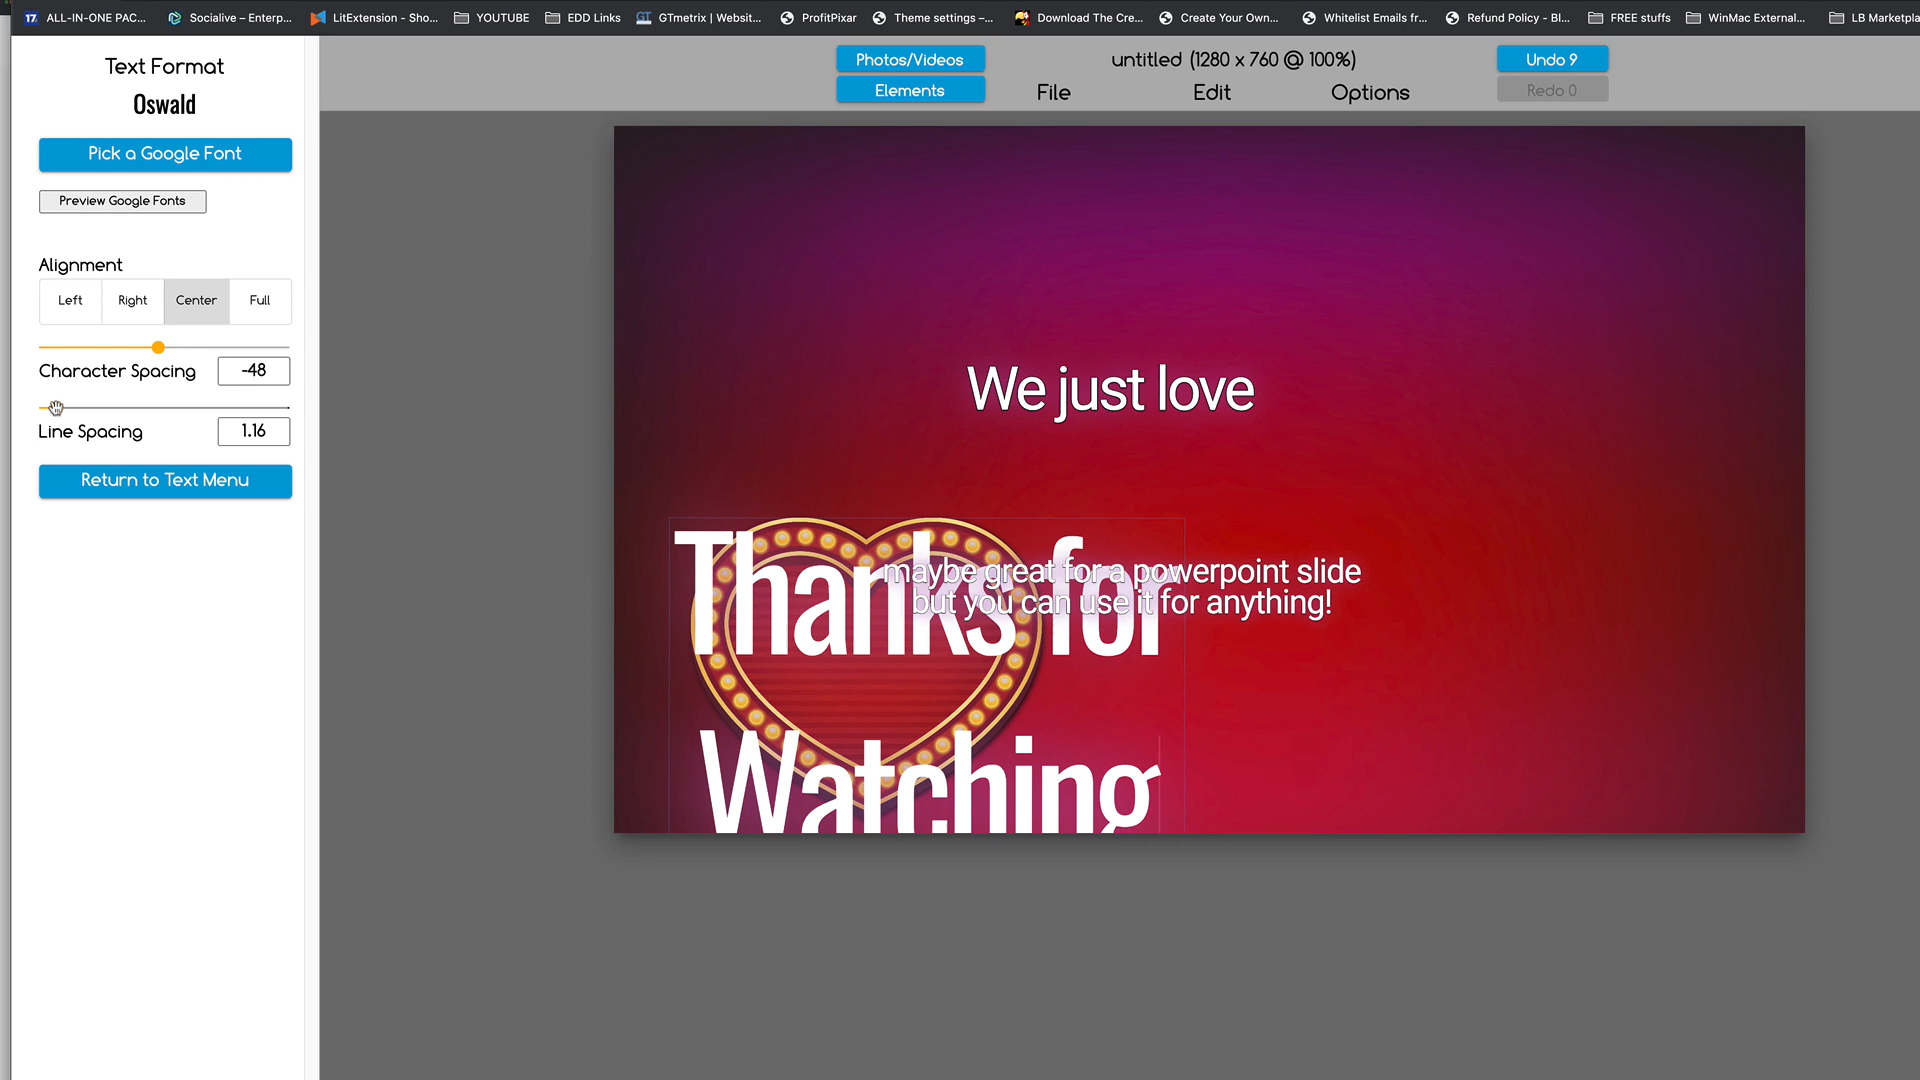 17 ALL-IN-ONE PAC...
Socialive – Enterp...
LitExtension - Sho...
YOUTUBE
EDD Links
GT GTmetrix | Websit...
ProfitPixar
Theme settings –...
Download The Cre...
Create Your Own...
Whitelist Emails fr...
Refund Policy - Bl...
FREE stuffs
WinMac External...
LB Marketpla
Text Format
Oswald
Pick a Google Font
Preview Google Fonts
Alignment
Left Right Center Full
Character Spacing -48
Line Spacing 1.16
Return to Text Menu
Photos/Videos
Elements
untitled (1280 x 760 @ 100%)
File Edit Options
Undo 9
Redo 0
We just love
Thanks for
Watching
maybe great for a powerpoint slide
but you can use it for anything!